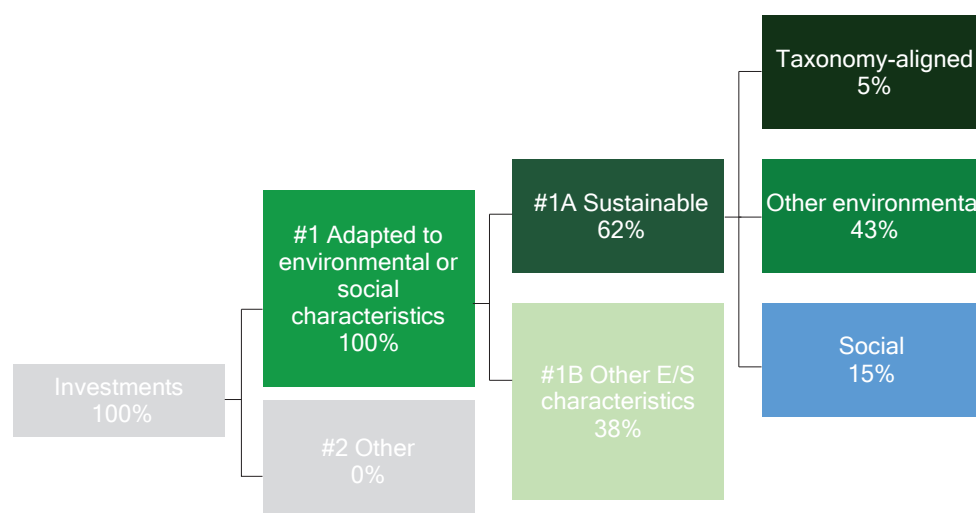 Investments
100%
#1 Adapted to
environmental or
social
characteristics
100%
#2 Other
0%
#1A Sustainable
62%
#1B Other E/S
characteristics
38%
Taxonomy-aligned
5%
Other environmenta
43%
Social
15%